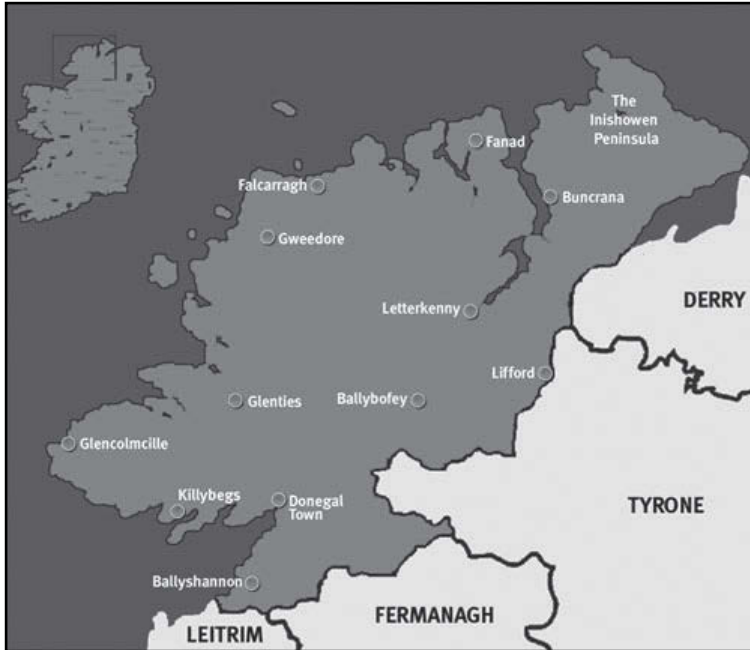 The
Inishowen
Peninsula
Fanad
Falcarragh
Buncrana
Gweedore
DERRY
Letterkenny
Lifford
Glenties
Ballybofey
Glencolmcille
Killybegs
Donegal
Town
TYRONE
Ballyshannon
FERMANAGH
LEITRIM